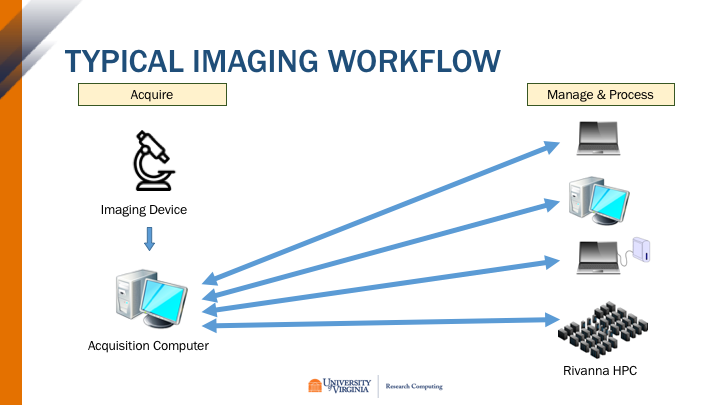 TYPICAL IMAGING WORKFLOW
Acquire
Manage & Process
Imaging Device
Acquisition Computer
Rivanna HPC
UNIVERSITY
of VIRGINIA
Research Computing